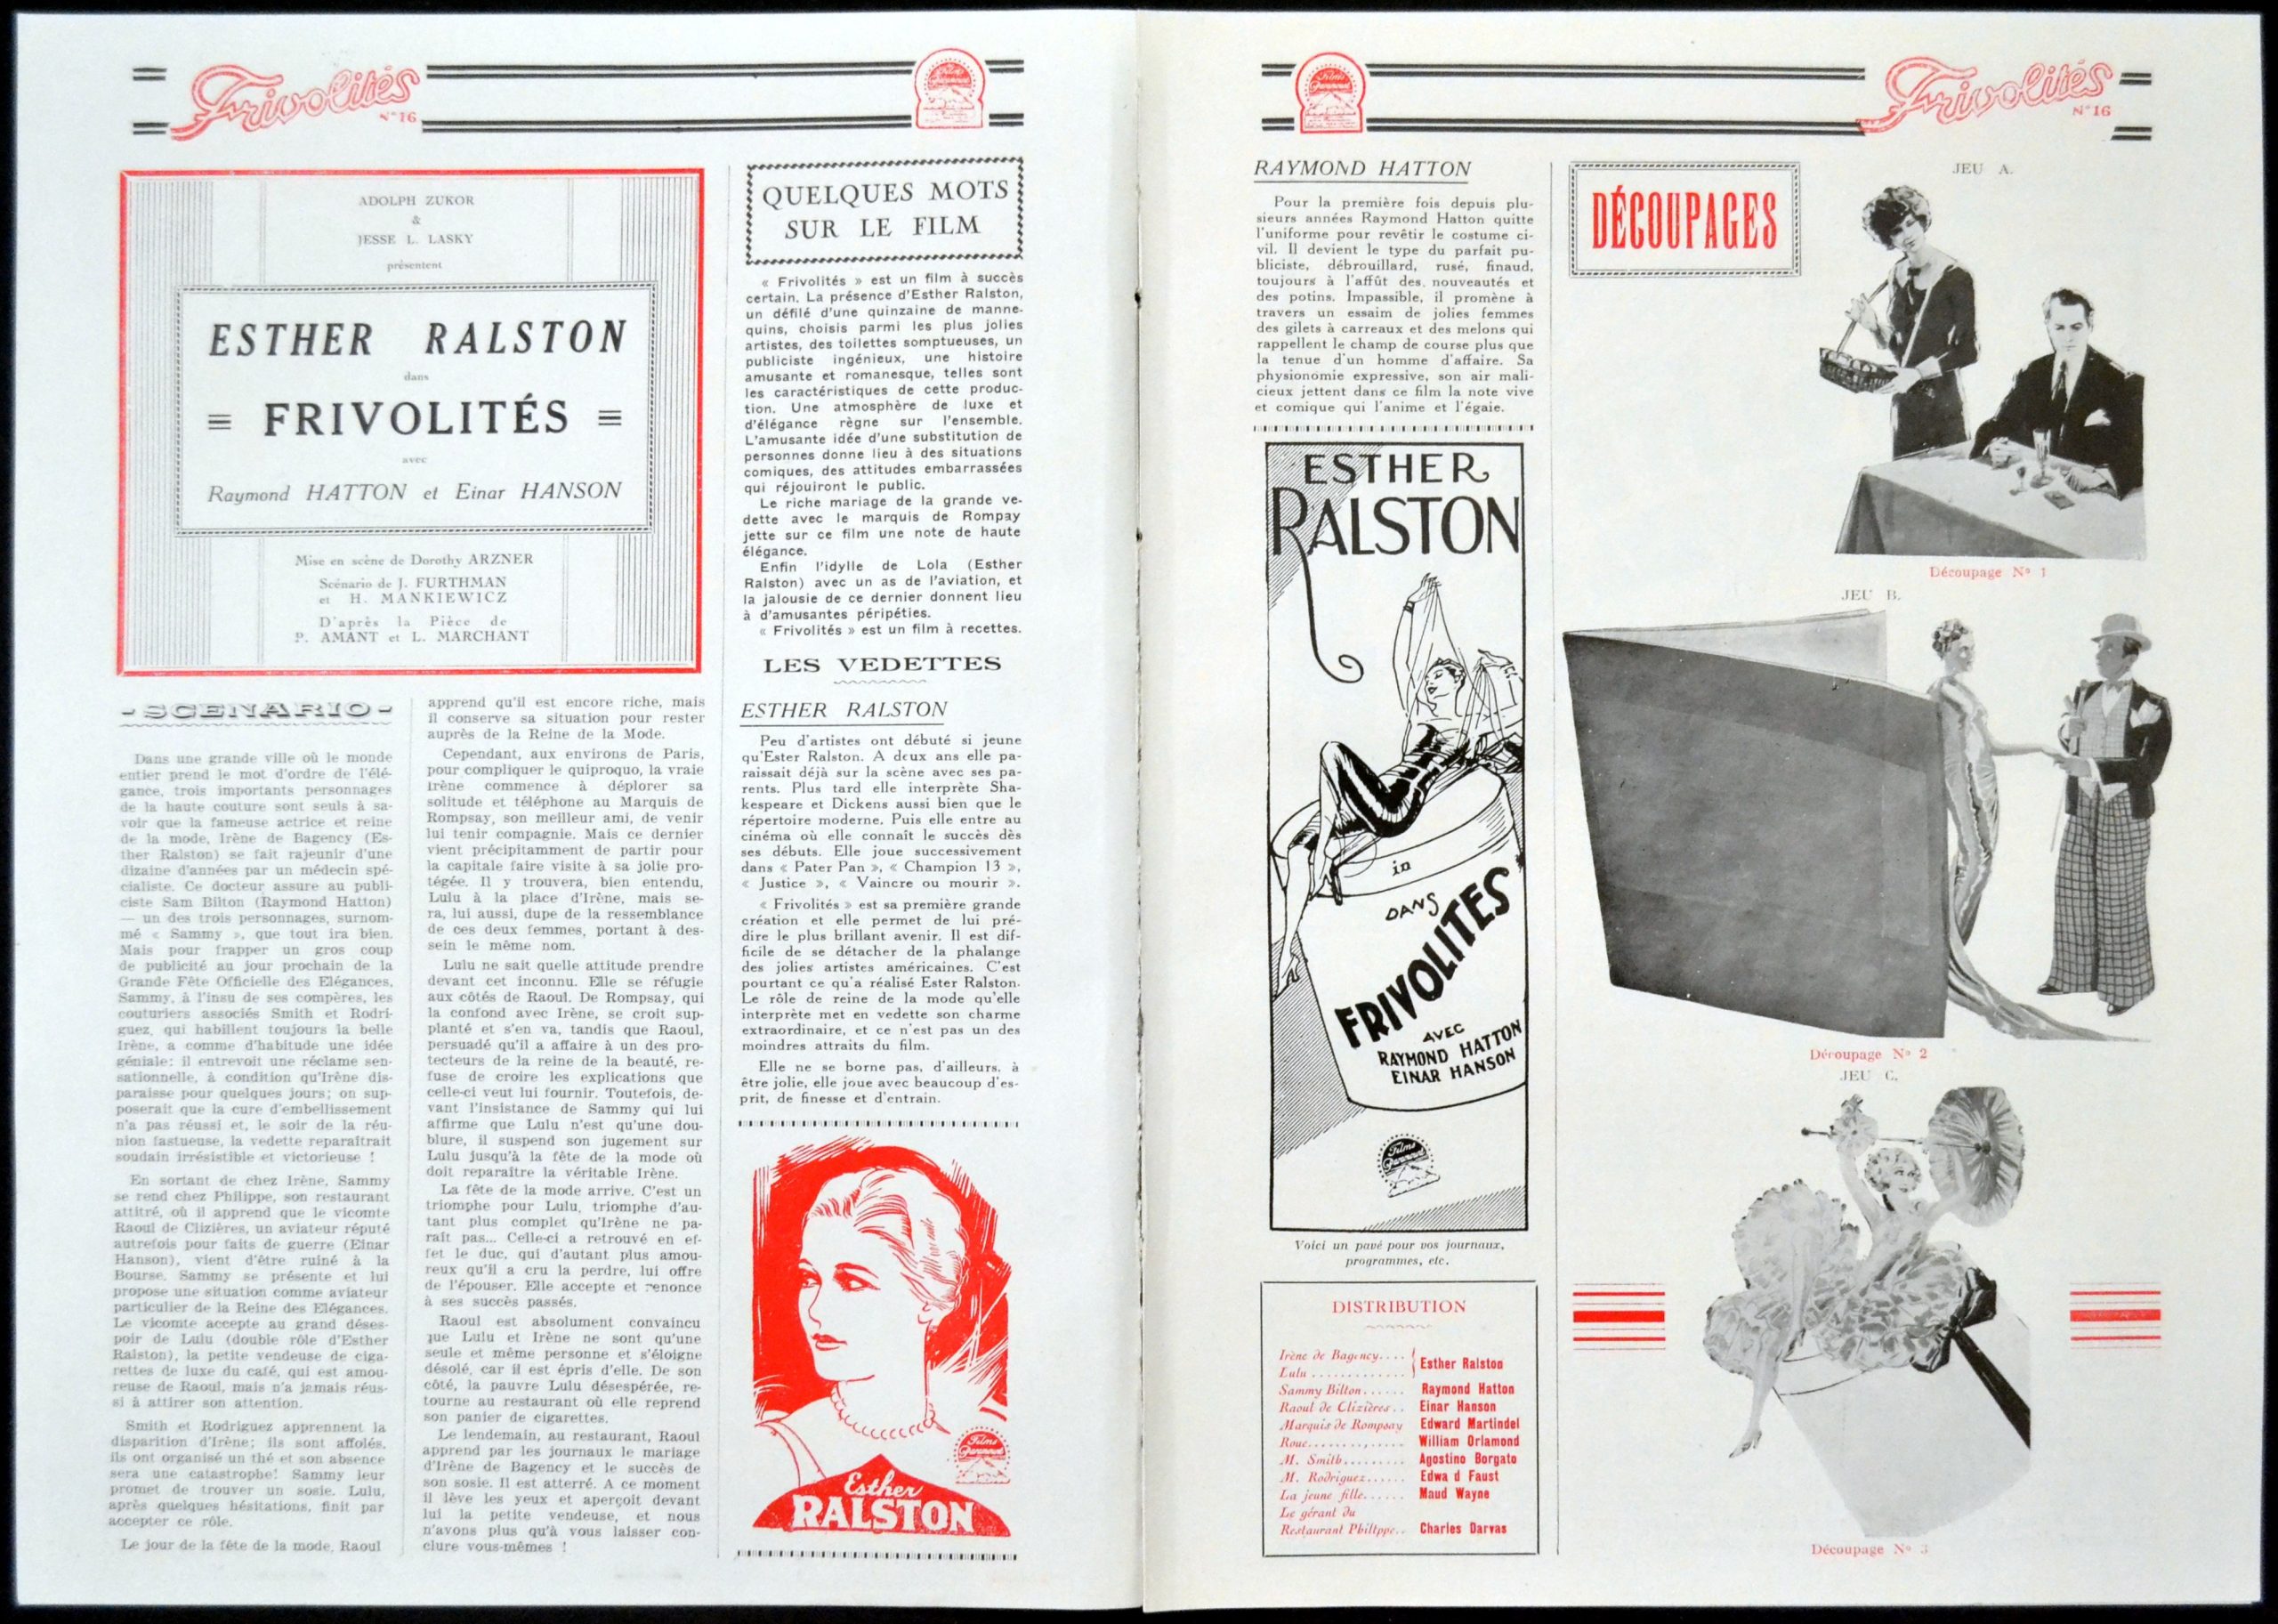 Frivolités
N° 16
Films
Paramount
ADOLPH ZUKOR
&
JESSE L. LASKY
présentent
ESTHER RALSTON
dans
= FRIVOLITÉS =
avec
Raymond HATTON et Einar HANSON
Mise en scène de Dorothy ARZNER
Scénario de J. FURTHMAN
et H. MANKIEWICZ
D'après la Pièce de
P. AMANT et L. MARCHANT
- SCENARIO -
Dans une grande ville où le monde
entier prend le mot d'ordre de l'élé-
gance, trois importants personnages
de la haute couture sont seuls à sa-
voir que la fameuse actrice et reine
de la mode, Irène de Bagency (Es-
ther Ralston) se fait rajeunir d'une
dizaine d'années par un médecin spé-
cialiste. Ce docteur assure au publi-
ciste Sam Bilton (Raymond Hatton)
— un des trois personnages, surnom-
mé « Sammy », que tout ira bien.
Mais pour frapper un gros coup
de publicité au jour prochain de la
Grande Fête Officielle des Elégances,
Sammy, à l'insu de ses compères, les
couturiers associés Smith et Rodri-
guez, qui habillent toujours la belle
Irène, a comme d'habitude une idée
géniale: il entrevoit une réclame sen-
sationnelle, à condition qu'Irène dis-
paraisse pour quelques jours; on sup-
poserait que la cure d'embellissement
n'a pas réussi et, le soir de la réu-
nion fastueuse, la vedette reparaîtrait
soudain irrésistible et victorieuse !
En sortant de chez Irène, Sammy
se rend chez Philippe, son restaurant
attitré, où il apprend que le vicomte
Raoul de Clizières, un aviateur réputé
autrefois pour faits de guerre (Einar
Hanson), vient d'être ruiné à la
Bourse. Sammy se présente et lui
propose une situation comme aviateur
particulier de la Reine des Elégances.
Le vicomte accepte au grand déses-
poir de Lulu (double rôle d'Esther
Ralston), la petite vendeuse de ciga-
rettes de luxe du café, qui est amou-
reuse de Raoul, mais n'a jamais réus-
si à attirer son attention.
Smith et Rodriguez apprennent la
disparition d'Irène; ils sont affolés,
ils ont organisé un thé et son absence
sera une catastrophe! Sammy leur
promet de trouver un sosie. Lulu,
après quelques hésitations, finit par
accepter ce rôle.
Le jour de la fête de la mode, Raoul
apprend qu'il est encore riche, mais
il conserve sa situation pour rester
auprès de la Reine de la Mode.
Cependant, aux environs de Paris,
pour compliquer le quiproquo, la vraie
Irène commence à déplorer sa
solitude et téléphone au Marquis de
Rompsay, son meilleur ami, de venir
lui tenir compagnie. Mais ce dernier
vient précipitamment de partir pour
la capitale faire visite à sa jolie pro-
tégée. Il y trouvera, bien entendu,
Lulu à la place d'Irène, mais se-
ra, lui aussi, dupe de la ressemblance
de ces deux femmes, portant à des-
sein le même nom.
Lulu ne sait quelle attitude prendre
devant cet inconnu. Elle se réfugie
aux côtés de Raoul. De Rompsay, qui
la confond avec Irène, se croit sup-
planté et s'en va, tandis que Raoul,
persuadé qu'il a affaire à un des pro-
tecteurs de la reine de la beauté, re-
fuse de croire les explications que
celle-ci veut lui fournir. Toutefois, de-
vant l'insistance de Sammy qui lui
affirme que Lulu n'est qu'une dou-
blure, il suspend son jugement sur
Lulu jusqu'à la fête de la mode où
doit reparaître la véritable Irène.
La fête de la mode arrive. C'est un
triomphe pour Lulu, triomphe d'au-
tant plus complet qu'Irène ne pa-
raît pas... Celle-ci a retrouvé en ef-
fet le duc, qui d'autant plus amou-
reux qu'il a cru la perdre, lui offre
de l'épouser. Elle accepte et renonce
à ses succès passés.
Raoul est absolument convaincu
que Lulu et Irène ne sont qu'une
seule et même personne et s'éloigne
désolé, car il est épris d'elle. De son
côté, la pauvre Lulu désespérée, re-
tourne au restaurant où elle reprend
son panier de cigarettes.
Le lendemain, au restaurant, Raoul
apprend par les journaux le mariage
d'Irène de Bagency et le succès de
son sosie. Il est atterré. A ce moment
il lève les yeux et aperçoit devant
lui la petite vendeuse, et nous
n'avons plus qu'à vous laisser con-
clure vous-mêmes !
QUELQUES MOTS
SUR LE FILM
« Frivolités » est un film à succès
certain. La présence d'Esther Ralston,
un défilé d'une quinzaine de manne-
quins, choisis parmi les plus jolies
artistes, des toilettes somptueuses, un
publiciste ingénieux, une histoire
amusante et romanesque, telles sont
les caractéristiques de cette produc-
tion. Une atmosphère de luxe et
d'élégance règne sur l'ensemble.
L'amusante idée d'une substitution de
personnes donne lieu à des situations
comiques, des attitudes embarrassées
qui réjouiront le public.
Le riche mariage de la grande ve-
dette avec le marquis de Rompay
jette sur ce film une note de haute
élégance.
Enfin l'idylle de Lola (Esther
Ralston) avec un as de l'aviation, et
la jalousie de ce dernier donnent lieu
à d'amusantes péripéties.
« Frivolités » est un film à recettes.
LES VEDETTES
ESTHER RALSTON
Peu d'artistes ont débuté si jeune
qu'Ester Ralston. A deux ans elle pa-
raissait déjà sur la scène avec ses pa-
rents. Plus tard elle interprète Sha-
kespeare et Dickens aussi bien que le
répertoire moderne. Puis elle entre au
cinéma où elle connaît le succès dès
ses débuts. Elle joue successivement
dans « Pater Pan », « Champion 13 »,
« Justice », « Vaincre ou mourir ».
« Frivolités » est sa première grande
création et elle permet de lui pré-
dire le plus brillant avenir. Il est dif-
ficile de se détacher de la phalange
des jolies artistes américaines. C'est
pourtant ce qu'a réalisé Ester Ralston.
Le rôle de reine de la mode qu'elle
interprète met en vedette son charme
extraordinaire, et ce n'est pas un des
moindres attraits du film.
Elle ne se borne pas, d'ailleurs, à
être jolie, elle joue avec beaucoup d'es-
prit, de finesse et d'entrain.
Films
Paramount
Esther
RALSTON
Films
Paramount
Frivolités
N° 16
RAYMOND HATTON
Pour la première fois depuis plu-
sieurs années Raymond Hatton quitte
l'uniforme pour revêtir le costume ci-
vil. Il devient le type du parfait pu-
bliciste, débrouillard, rusé, finaud,
toujours à l'affût des nouveautés et
des potins. Impassible, il promène à
travers un essaim de jolies femmes
des gilets à carreaux et des melons qui
rappellent le champ de course plus que
la tenue d'un homme d'affaire. Sa
physionomie expressive, son air mali-
cieux jettent dans ce film la note vive
et comique qui l'anime et l'égaie.
ESTHER
RALSTON
in
DANS
FRIVOLITES
AVEC
RAYMOND HATTON
EINAR HANSON
Films
Paramount
Voici un pavé pour vos journaux,
programmes, etc.
DISTRIBUTION
Irène de Bagency.... } Esther Ralston
Lulu ............
Sammy Bilton...... Raymond Hatton
Raoul de Clizières.. Einar Hanson
Marquis de Rompsay Edward Martindel
Roue............ William Orlamond
M. Smith......... Agostino Borgato
M. Rodriguez...... Edwa d Faust
La jeune fille...... Maud Wayne
Le gérant du
Restaurant Philippe.. Charles Darvas
DÉCOUPAGES
JEU A.
Découpage N° 1
JEU B.
Découpage N° 2
JEU C.
Découpage N° 3